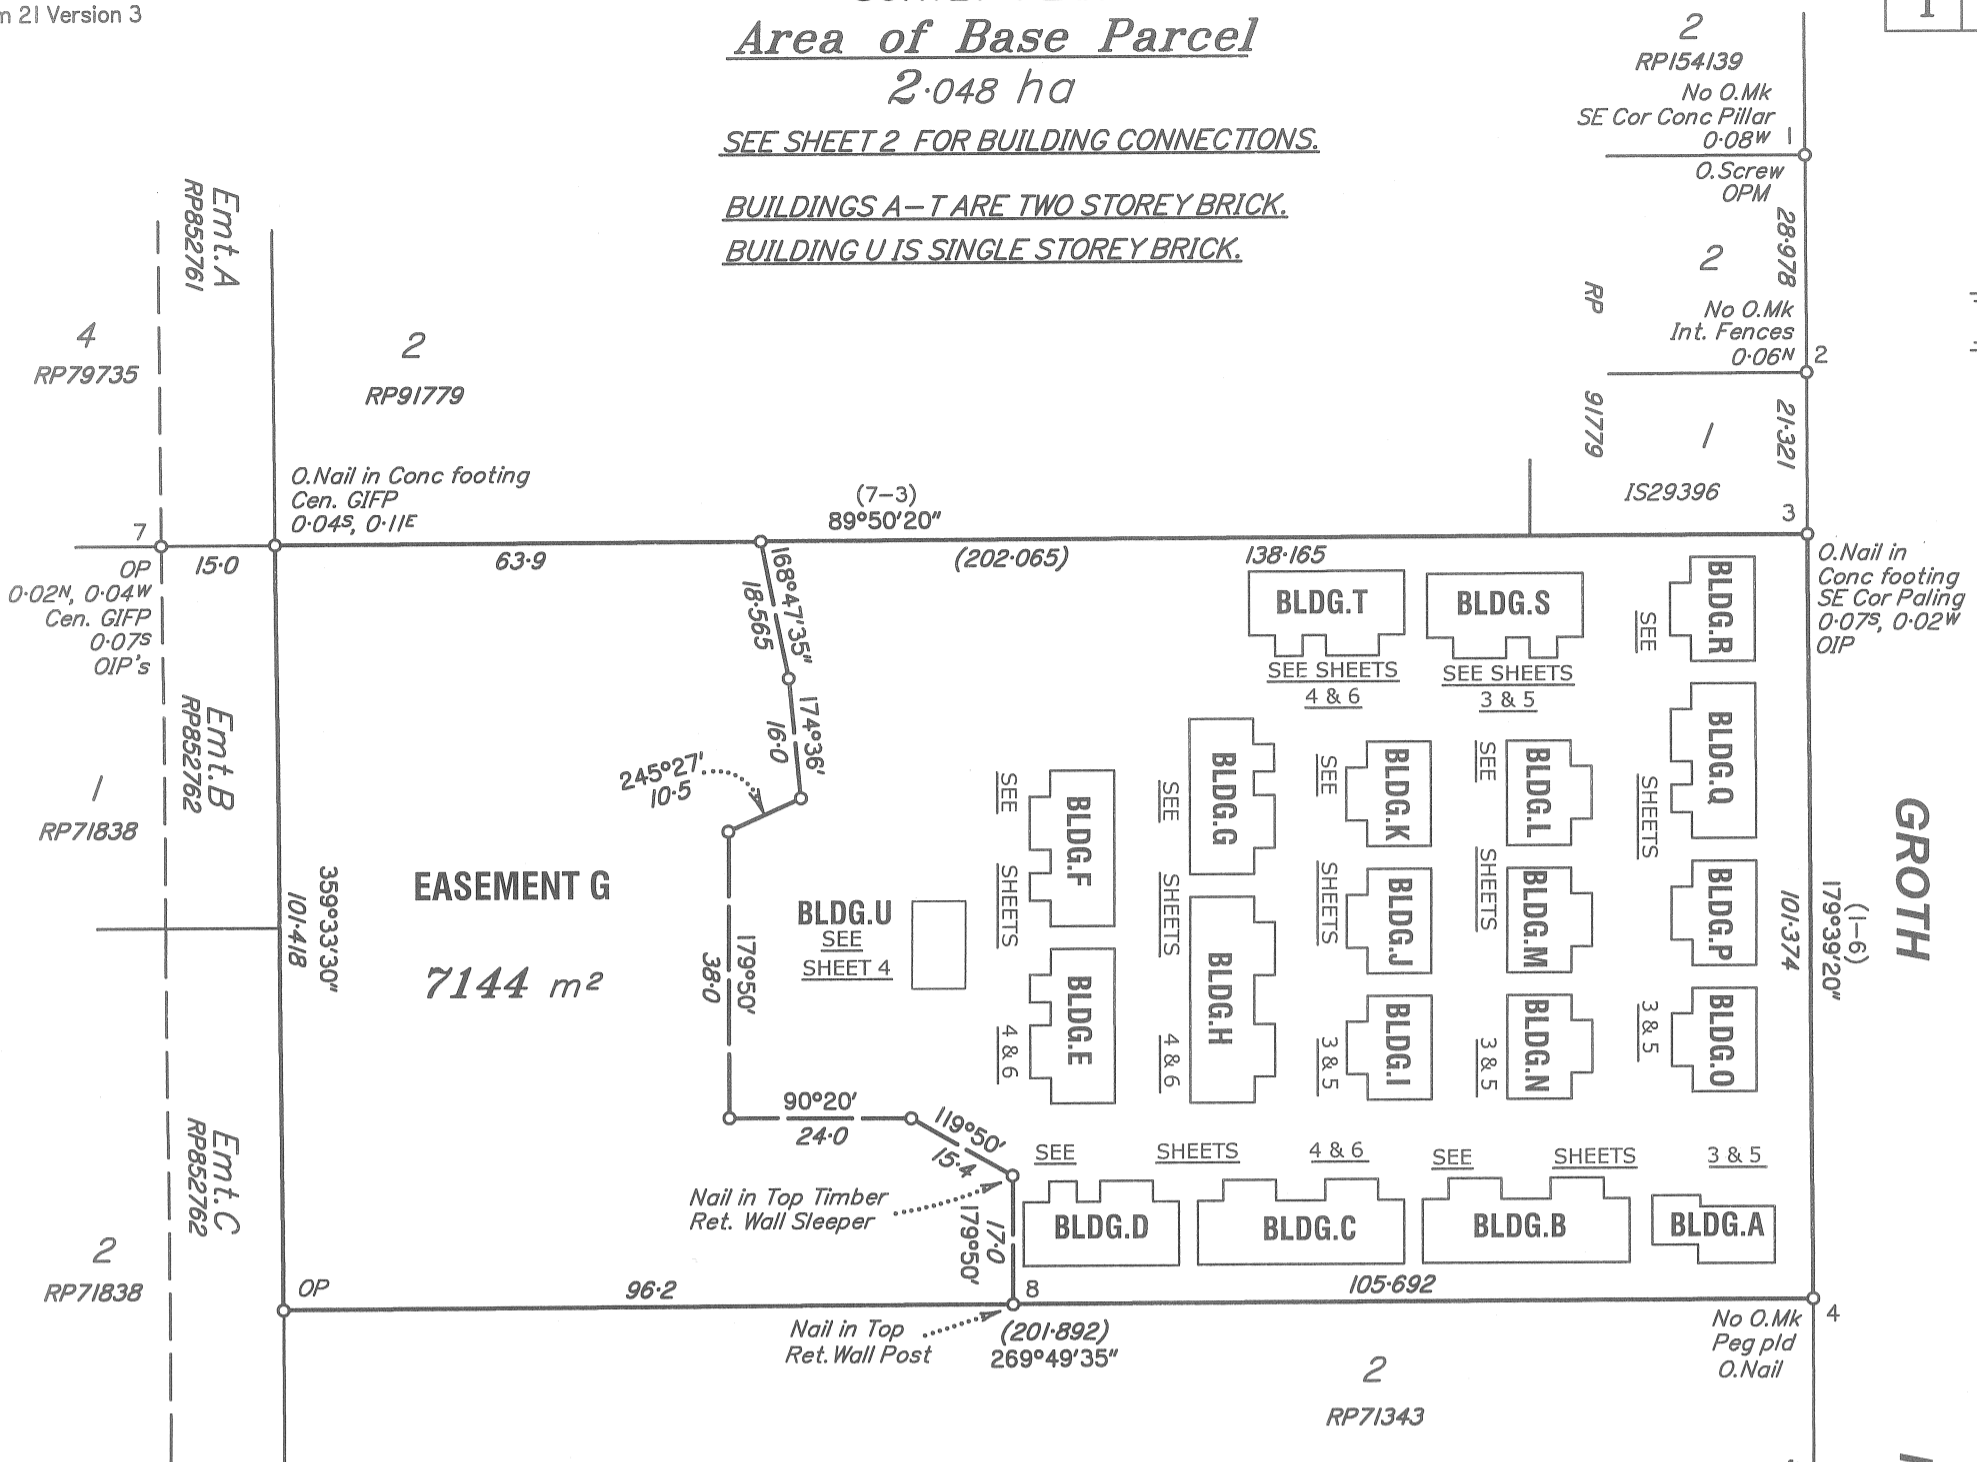 m 21 Version 3
Area of Base Parcel
2·048 ha
SEE SHEET 2 FOR BUILDING CONNECTIONS.
BUILDINGS A–T ARE TWO STOREY BRICK.
BUILDING U IS SINGLE STOREY BRICK.
1
2
RP154139
No O.Mk
SE Cor Conc Pillar
0·08W
1
O.Screw
OPM
28·978
2
RP
91779
No O.Mk
Int. Fences
0·06N
2
21·321
1
IS29396
3
Emt.A
RP852761
4
RP79735
2
RP91779
O.Nail in Conc footing
Cen. GIFP
0·04S, 0·11E
(7–3)
89°50'20"
7
15·0
63·9
(202·065)
138·165
OP
0·02N, 0·04W
Cen. GIFP
0·07S
OIP's
O.Nail in
Conc footing
SE Cor Paling
0·07S, 0·02W
OIP
168°47'35"
18·565
174°36'
16·0
245°27'
10·5
BLDG.T
SEE SHEETS
4 & 6
BLDG.S
SEE SHEETS
3 & 5
BLDG.R
SEE
BLDG.Q
SHEETS
BLDG.P
BLDG.O
3 & 5
Emt.B
RP852762
1
RP71838
359°33'30"
101·418
EASEMENT G
7144 m²
179°50'
38·0
BLDG.U
SEE
SHEET 4
SEE
SHEETS
4 & 6
BLDG.F
BLDG.E
SEE
SHEETS
4 & 6
BLDG.G
BLDG.H
SEE
SHEETS
3 & 5
BLDG.K
BLDG.J
BLDG.I
SEE
SHEETS
3 & 5
BLDG.L
BLDG.M
BLDG.N
101·374
(1–6)
179°39'20"
GROTH
90°20'
24·0
119°50'
15·4
Nail in Top Timber
Ret. Wall Sleeper
17·0
179°50'
SEE SHEETS 4 & 6
SEE SHEETS 3 & 5
BLDG.D
BLDG.C
BLDG.B
BLDG.A
Emt.C
RP852762
2
RP71838
OP
96·2
8
105·692
4
Nail in Top
Ret. Wall Post
(201·892)
269°49'35"
No O.Mk
Peg pld
O.Nail
2
RP71343